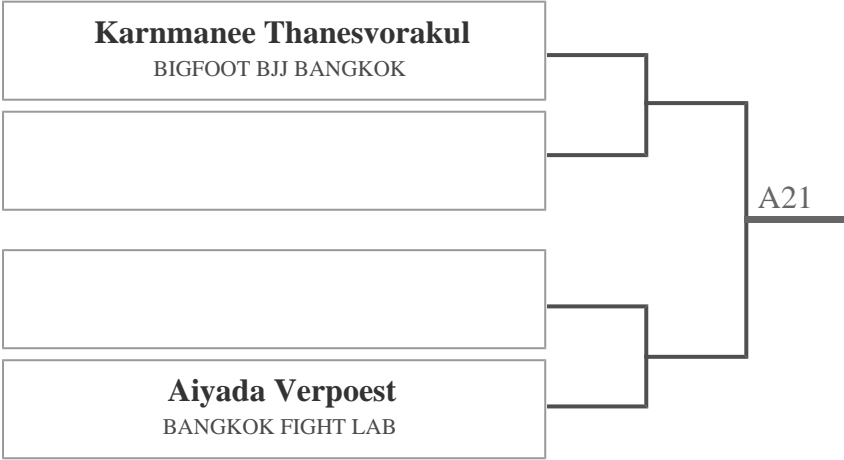 Karnmanee Thanesvorakul
BIGFOOT BJJ BANGKOK
A21
Aiyada Verpoest
BANGKOK FIGHT LAB